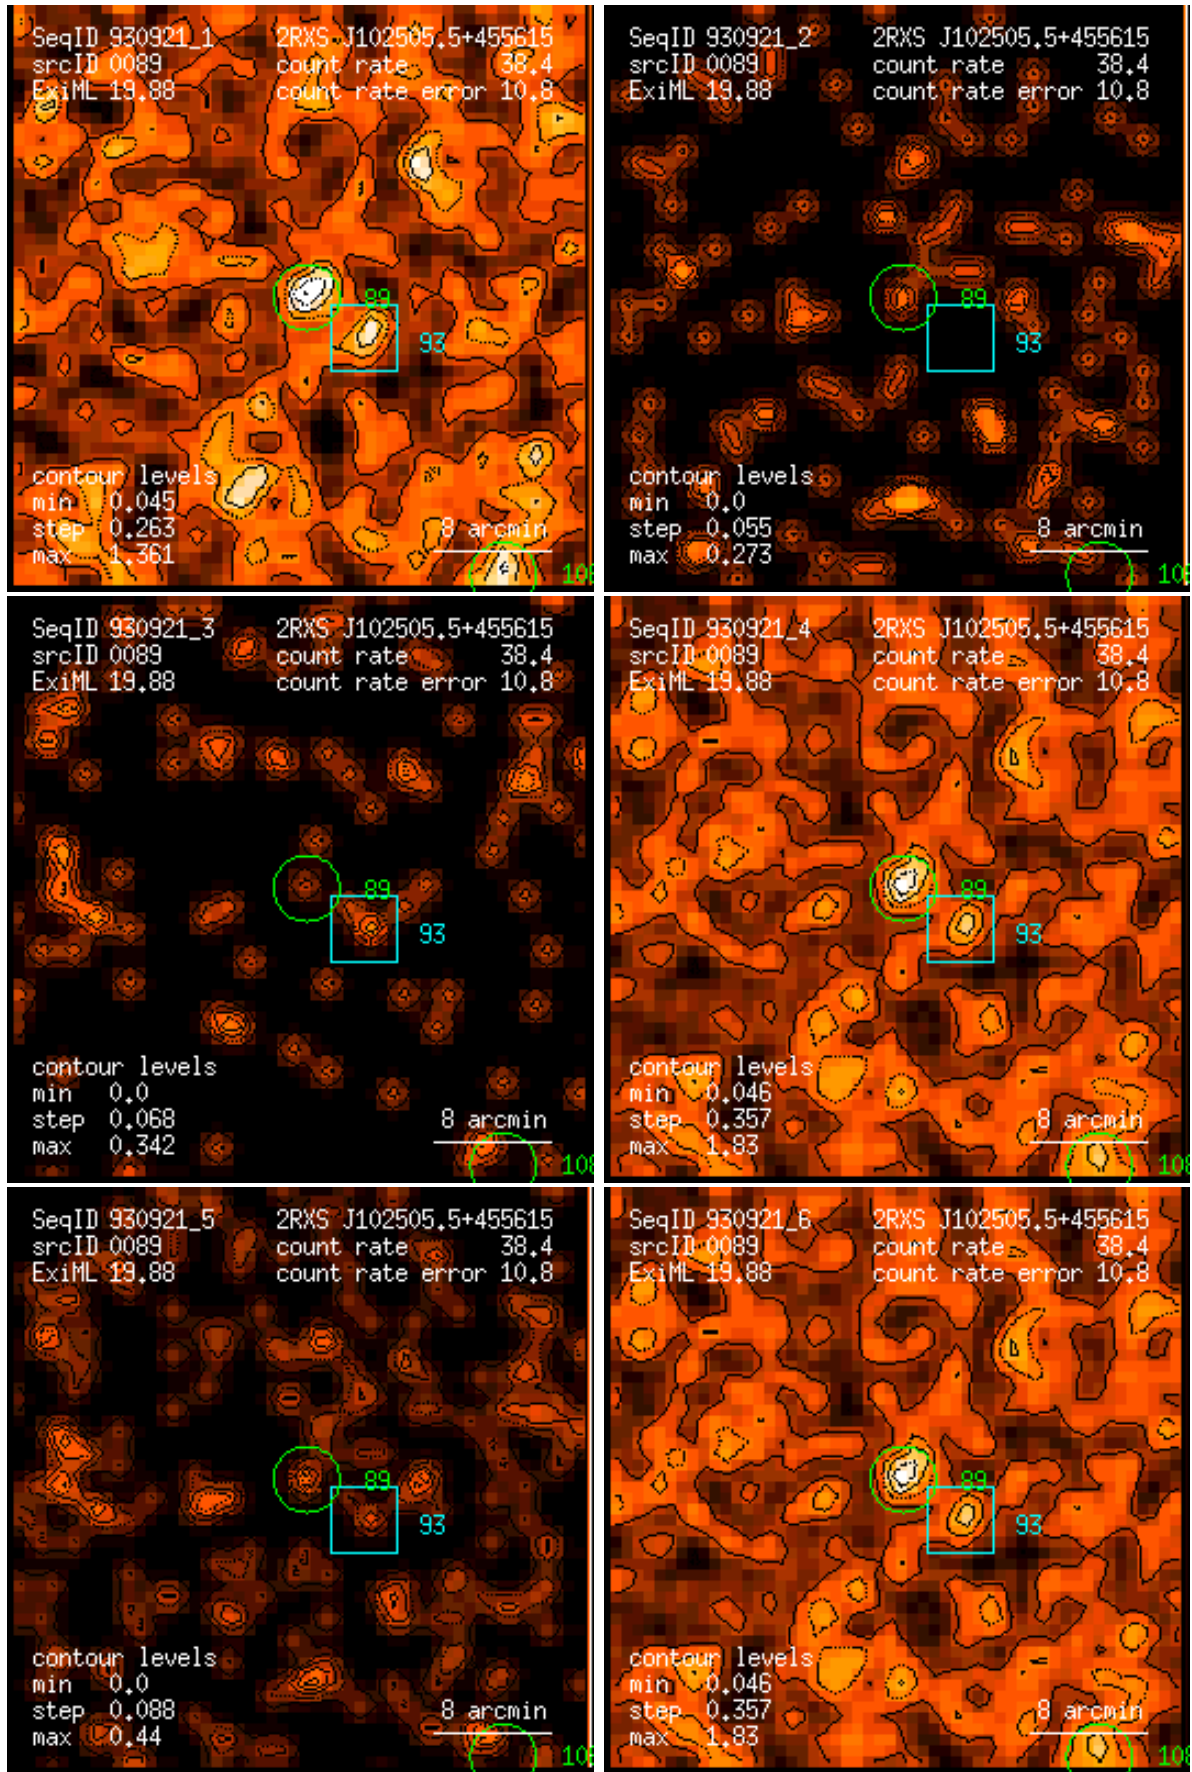 SeqID 930921_1 2RXS J102505.5+455615
srcID 0089 count rate 38.4
ExiML 19.88 count rate error 10.8
89
93
contour levels
min 0.045
step 0.263 8 arcmin
max 1.361
108
SeqID 930921_2 2RXS J102505.5+455615
srcID 0089 count rate 38.4
ExiML 19.88 count rate error 10.8
89
93
contour levels
min 0.0
step 0.055 8 arcmin
max 0.273
108
SeqID 930921_3 2RXS J102505.5+455615
srcID 0089 count rate 38.4
ExiML 19.88 count rate error 10.8
89
93
contour levels
min 0.0
step 0.068 8 arcmin
max 0.342
108
SeqID 930921_4 2RXS J102505.5+455615
srcID 0089 count rate 38.4
ExiML 19.88 count rate error 10.8
89
93
contour levels
min 0.046
step 0.357 8 arcmin
max 1.83
108
SeqID 930921_5 2RXS J102505.5+455615
srcID 0089 count rate 38.4
ExiML 19.88 count rate error 10.8
89
93
contour levels
min 0.0
step 0.088 8 arcmin
max 0.44
108
SeqID 930921_6 2RXS J102505.5+455615
srcID 0089 count rate 38.4
ExiML 19.88 count rate error 10.8
89
93
contour levels
min 0.046
step 0.357 8 arcmin
max 1.83
108